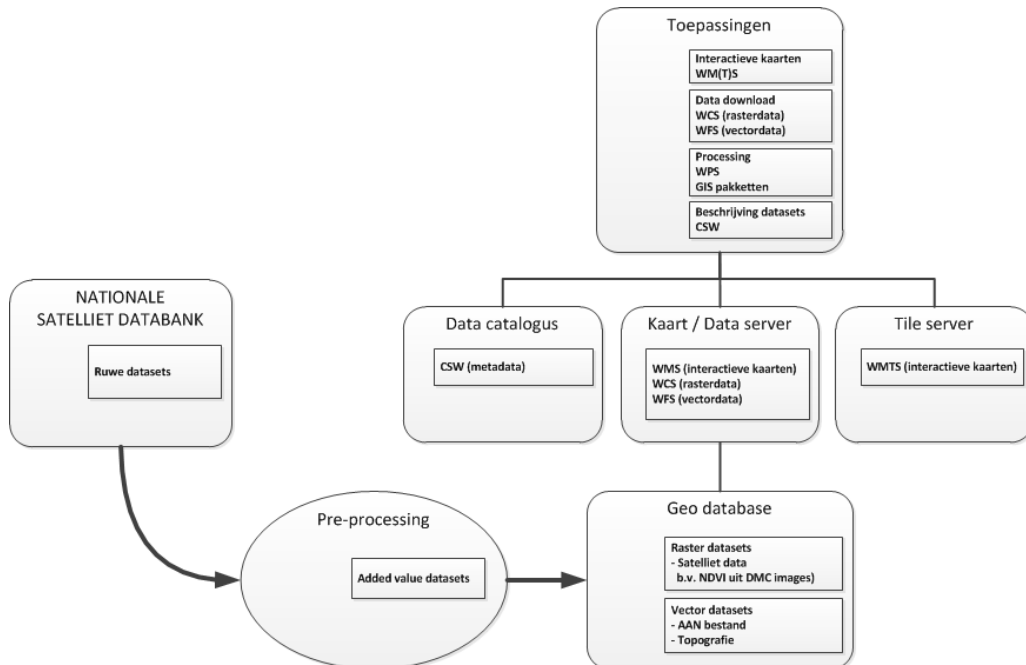 Toepassingen
Interactieve kaarten
WM(T)S
Data download
WCS (rasterdata)
WFS (vectordata)
Processing
WPS
GIS pakketten
Beschrijving datasets
CSW
NATIONALE
SATELLIET DATABANK
Ruwe datasets
Data catalogus
CSW (metadata)
Kaart / Data server
WMS (interactieve kaarten)
WCS (rasterdata)
WFS (vectordata)
Tile server
WMTS (interactieve kaarten)
Pre-processing
Added value datasets
Geo database
Raster datasets
- Satelliet data
b.v. NDVI uit DMC images)
Vector datasets
- AAN bestand
- Topografie